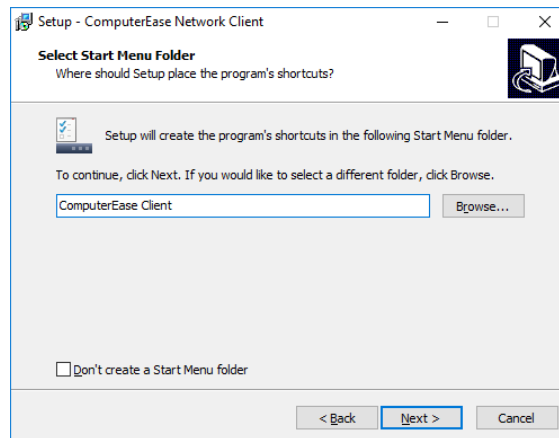 Setup - ComputerEase Network Client
Select Start Menu Folder
Where should Setup place the program's shortcuts?
Setup will create the program's shortcuts in the following Start Menu folder.
To continue, click Next. If you would like to select a different folder, click Browse.
ComputerEase Client
Browse...
Don't create a Start Menu folder
< Back
Next >
Cancel